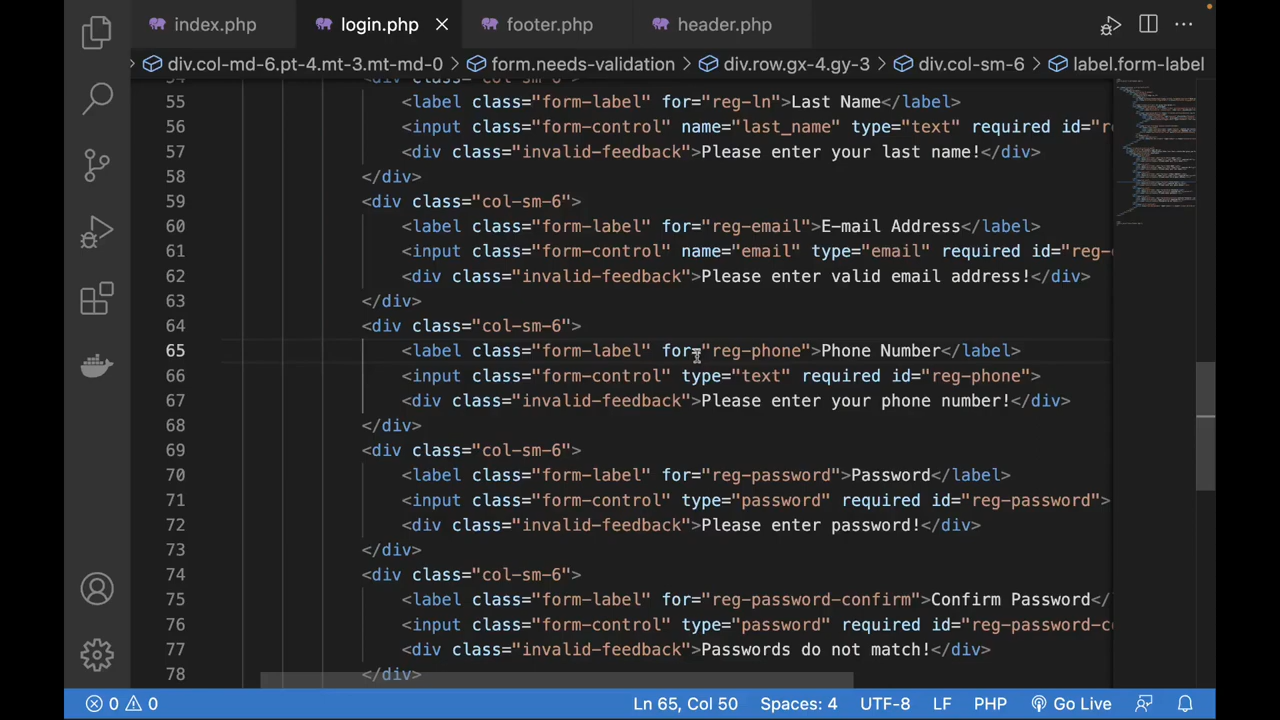 index.php
login.php
footer.php
header.php
div.col-md-6.pt-4.mt-3.mt-md-0 > form.needs-validation > div.row.gx-4.gy-3 > div.col-sm-6 > label.form-label
54 <div class="col-sm-6">
55 <label class="form-label" for="reg-ln">Last Name</label>
56 <input class="form-control" name="last_name" type="text" required id="re
57 <div class="invalid-feedback">Please enter your last name!</div>
58 </div>
59 <div class="col-sm-6">
60 <label class="form-label" for="reg-email">E-mail Address</label>
61 <input class="form-control" name="email" type="email" required id="reg-
62 <div class="invalid-feedback">Please enter valid email address!</div>
63 </div>
64 <div class="col-sm-6">
65 <label class="form-label" for="reg-phone">Phone Number</label>
66 <input class="form-control" type="text" required id="reg-phone">
67 <div class="invalid-feedback">Please enter your phone number!</div>
68 </div>
69 <div class="col-sm-6">
70 <label class="form-label" for="reg-password">Password</label>
71 <input class="form-control" type="password" required id="reg-password">
72 <div class="invalid-feedback">Please enter password!</div>
73 </div>
74 <div class="col-sm-6">
75 <label class="form-label" for="reg-password-confirm">Confirm Password</
76 <input class="form-control" type="password" required id="reg-password-c
77 <div class="invalid-feedback">Passwords do not match!</div>
78 </div>
0 0 Ln 65, Col 50 Spaces: 4 UTF-8 LF PHP Go Live